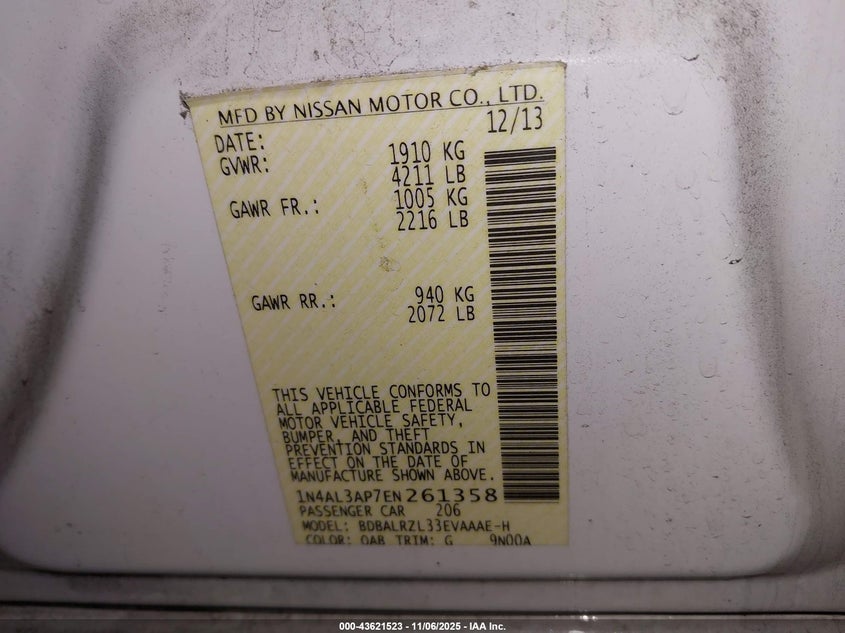 MFD BY NISSAN MOTOR CO., LTD.
DATE: 12/13
GVWR: 1910 KG
4211 LB
GAWR FR.: 1005 KG
2216 LB
GAWR RR.: 940 KG
2072 LB
THIS VEHICLE CONFORMS TO
ALL APPLICABLE FEDERAL
MOTOR VEHICLE SAFETY,
BUMPER, AND THEFT
PREVENTION STANDARDS IN
EFFECT ON THE DATE OF
MANUFACTURE SHOWN ABOVE.
1N4AL3AP7EN261358
PASSENGER CAR 206
MODEL: BDBALRZL33EVAAAE-H
COLOR: QAB TRIM: G 9N00A
000-43621523 - 11/06/2025 - IAA Inc.